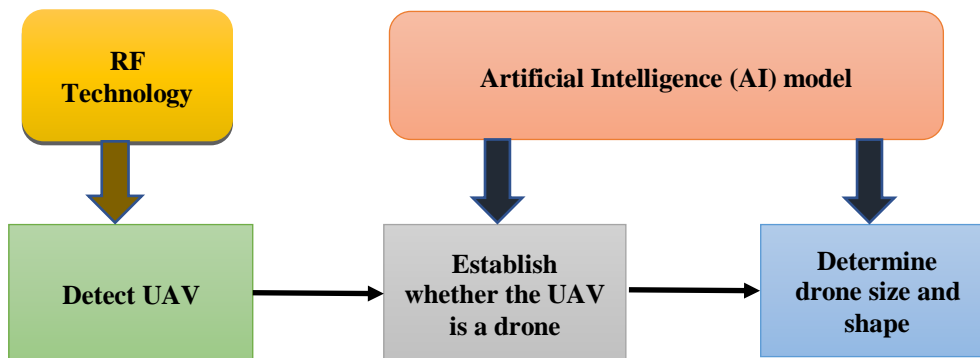 RF
Technology
Artificial Intelligence (AI) model
Detect UAV
Establish
whether the UAV
is a drone
Determine
drone size and
shape